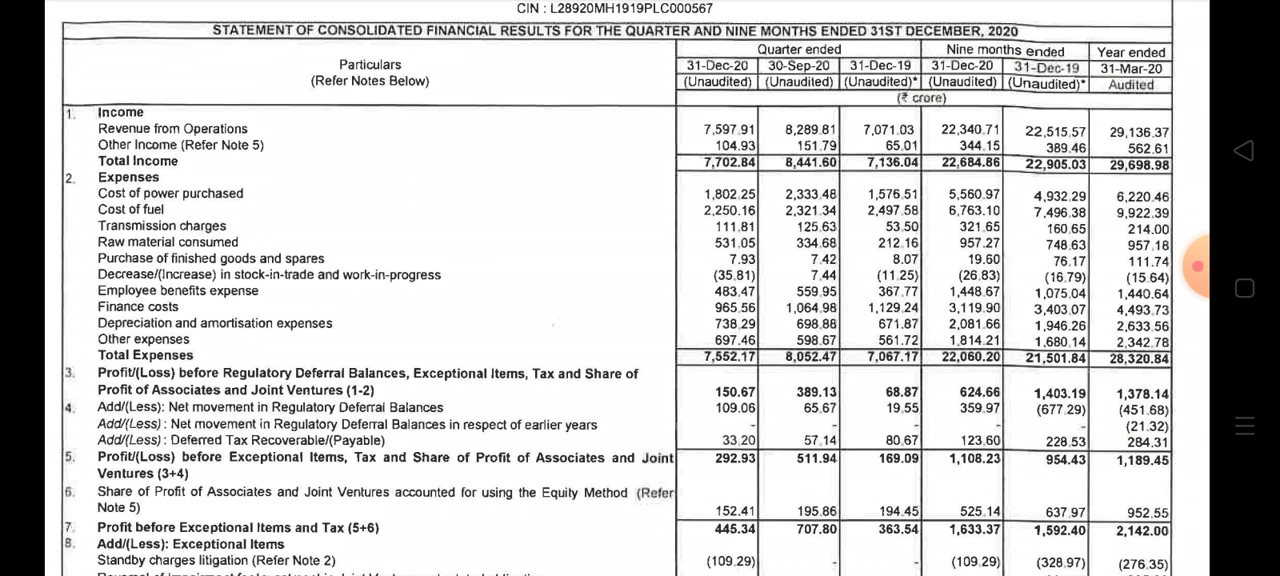 CIN : L28920MH1919PLC000567
STATEMENT OF CONSOLIDATED FINANCIAL RESULTS FOR THE QUARTER AND NINE MONTHS ENDED 31ST DECEMBER, 2020
Particulars
(Refer Notes Below)
Quarter ended Nine months ended Year ended
31-Dec-20 30-Sep-20 31-Dec-19 31-Dec-20 31-Dec-19 31-Mar-20
(Unaudited) (Unaudited) (Unaudited)* (Unaudited) (Unaudited)* Audited
(₹ crore)
1. Income
Revenue from Operations 7,597.91 8,289.81 7,071.03 22,340.71 22,515.57 29,136.37
Other Income (Refer Note 5) 104.93 151.79 65.01 344.15 389.46 562.61
Total Income 7,702.84 8,441.60 7,136.04 22,684.86 22,905.03 29,698.98
2. Expenses
Cost of power purchased 1,802.25 2,333.48 1,576.51 5,560.97 4,932.29 6,220.46
Cost of fuel 2,250.16 2,321.34 2,497.58 6,763.10 7,496.38 9,922.39
Transmission charges 111.81 125.63 53.50 321.65 160.65 214.00
Raw material consumed 531.05 334.68 212.16 957.27 748.63 957.18
Purchase of finished goods and spares 7.93 7.42 8.07 19.60 76.17 111.74
Decrease/(Increase) in stock-in-trade and work-in-progress (35.81) 7.44 (11.25) (26.83) (16.79) (15.64)
Employee benefits expense 483.47 559.95 367.77 1,448.67 1,075.04 1,440.64
Finance costs 965.56 1,064.98 1,129.24 3,119.90 3,403.07 4,493.73
Depreciation and amortisation expenses 738.29 698.88 671.87 2,081.66 1,946.26 2,633.56
Other expenses 697.46 598.67 561.72 1,814.21 1,680.14 2,342.78
Total Expenses 7,552.17 8,052.47 7,067.17 22,060.20 21,501.84 28,320.84
3. Profit/(Loss) before Regulatory Deferral Balances, Exceptional Items, Tax and Share of
Profit of Associates and Joint Ventures (1-2) 150.67 389.13 68.87 624.66 1,403.19 1,378.14
4. Add/(Less): Net movement in Regulatory Deferral Balances 109.06 65.67 19.55 359.97 (677.29) (451.68)
Add/(Less) : Net movement in Regulatory Deferral Balances in respect of earlier years - - - - - (21.32)
Add/(Less) : Deferred Tax Recoverable/(Payable) 33.20 57.14 80.67 123.60 228.53 284.31
5. Profit/(Loss) before Exceptional Items, Tax and Share of Profit of Associates and Joint 292.93 511.94 169.09 1,108.23 954.43 1,189.45
Ventures (3+4)
6. Share of Profit of Associates and Joint Ventures accounted for using the Equity Method (Refer
Note 5) 152.41 195.86 194.45 525.14 637.97 952.55
7. Profit before Exceptional Items and Tax (5+6) 445.34 707.80 363.54 1,633.37 1,592.40 2,142.00
8. Add/(Less): Exceptional Items
Standby charges litigation (Refer Note 2) (109.29) - - (109.29) (328.97) (276.35)